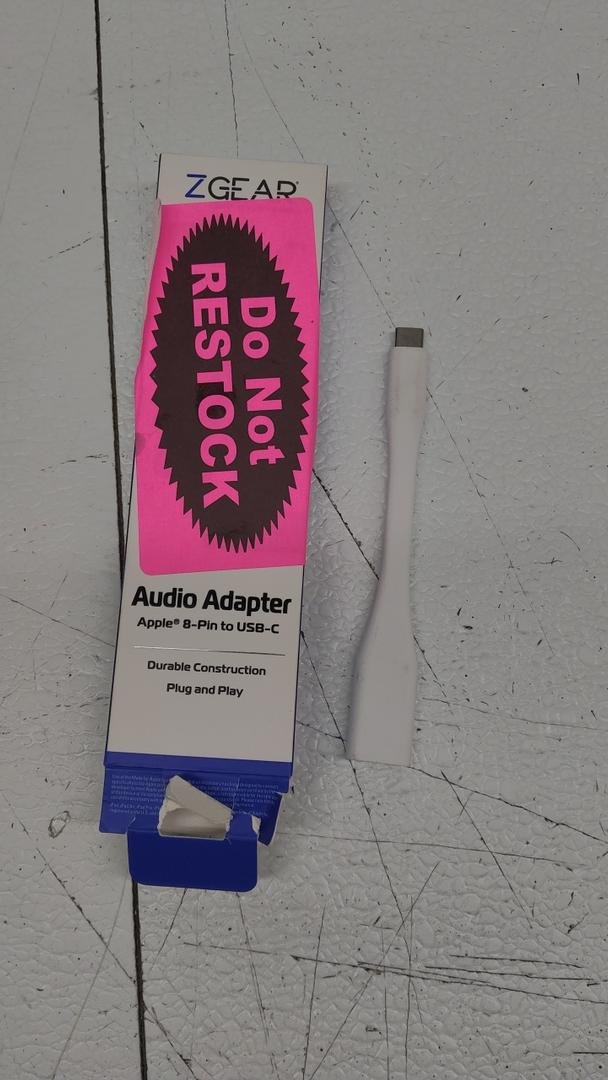 ZGEAR
Do Not
RESTOCK
Audio Adapter
Apple® 8-Pin to USB-C
Durable Construction
Plug and Play